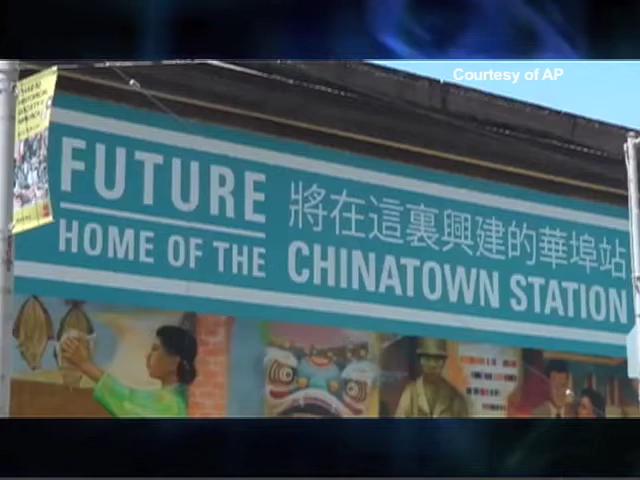 Courtesy of AP
FUTURE
HOME OF THE
將在這裏興建的華埠站
CHINATOWN STATION